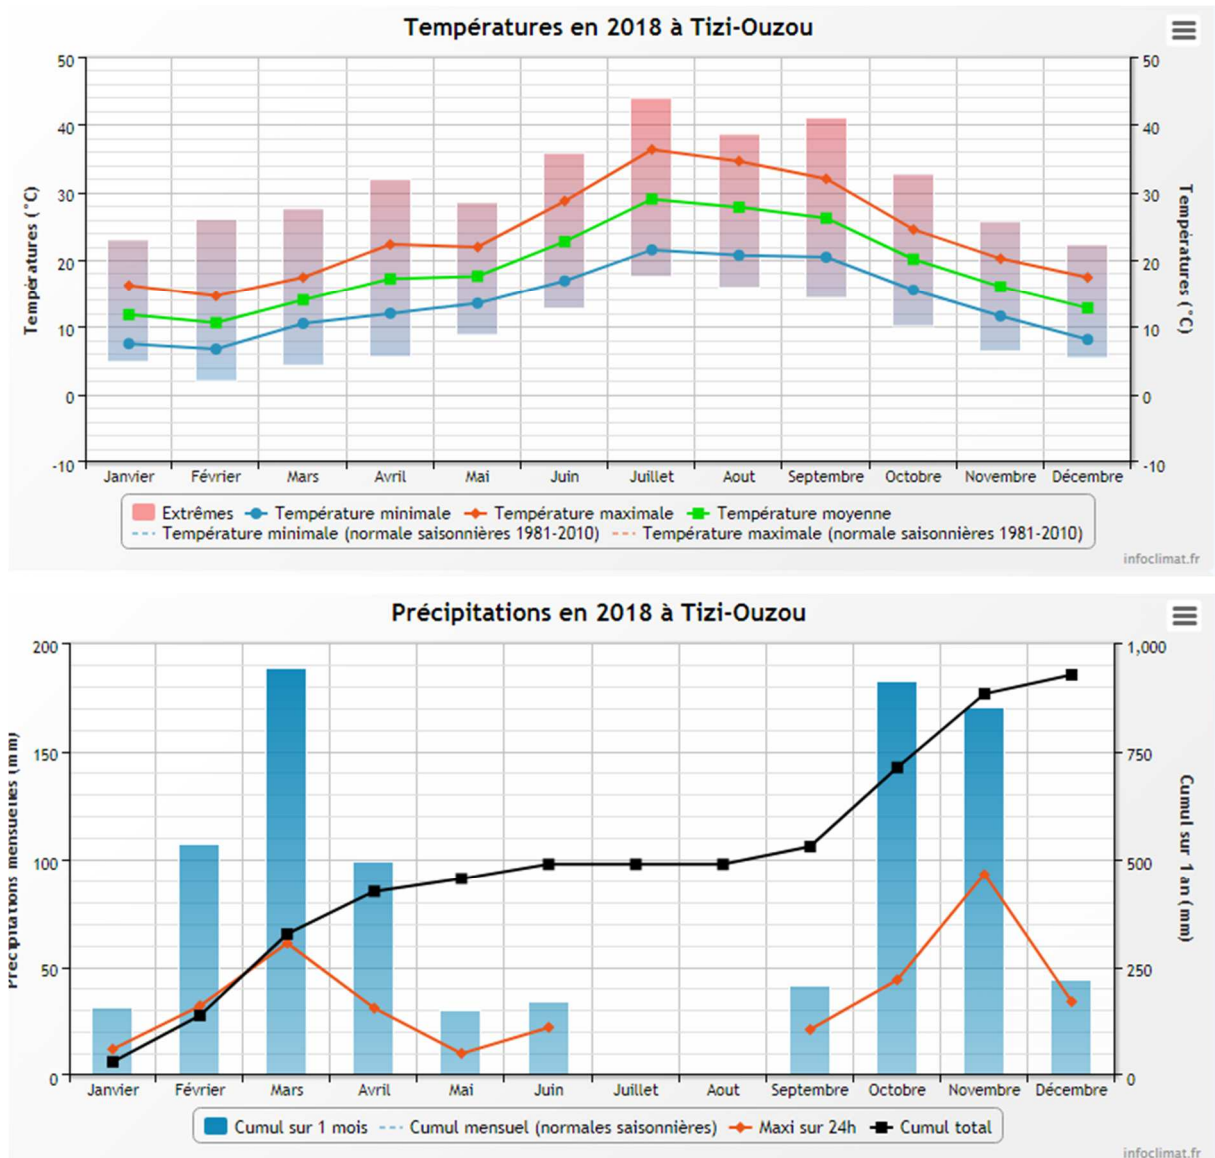 Températures en 2018 à Tizi-Ouzou
50
40
30
20
10
0
-10
Températures (°C)
50
40
30
20
10
0
-10
Températures (°C)
Janvier Février Mars Avril Mai Juin Juillet Aout Septembre Octobre Novembre Décembre
Extrêmes Température minimale Température maximale Température moyenne
Température minimale (normale saisonnières 1981-2010) Température maximale (normale saisonnières 1981-2010)
infoclimat.fr
Précipitations en 2018 à Tizi-Ouzou
200
150
100
50
0
Précipitations mensuelles (mm)
1,000
750
500
250
0
Cumul sur 1 an (mm)
Janvier Février Mars Avril Mai Juin Juillet Aout Septembre Octobre Novembre Décembre
Cumul sur 1 mois Cumul mensuel (normales saisonnières) Maxi sur 24h Cumul total
infoclimat.fr